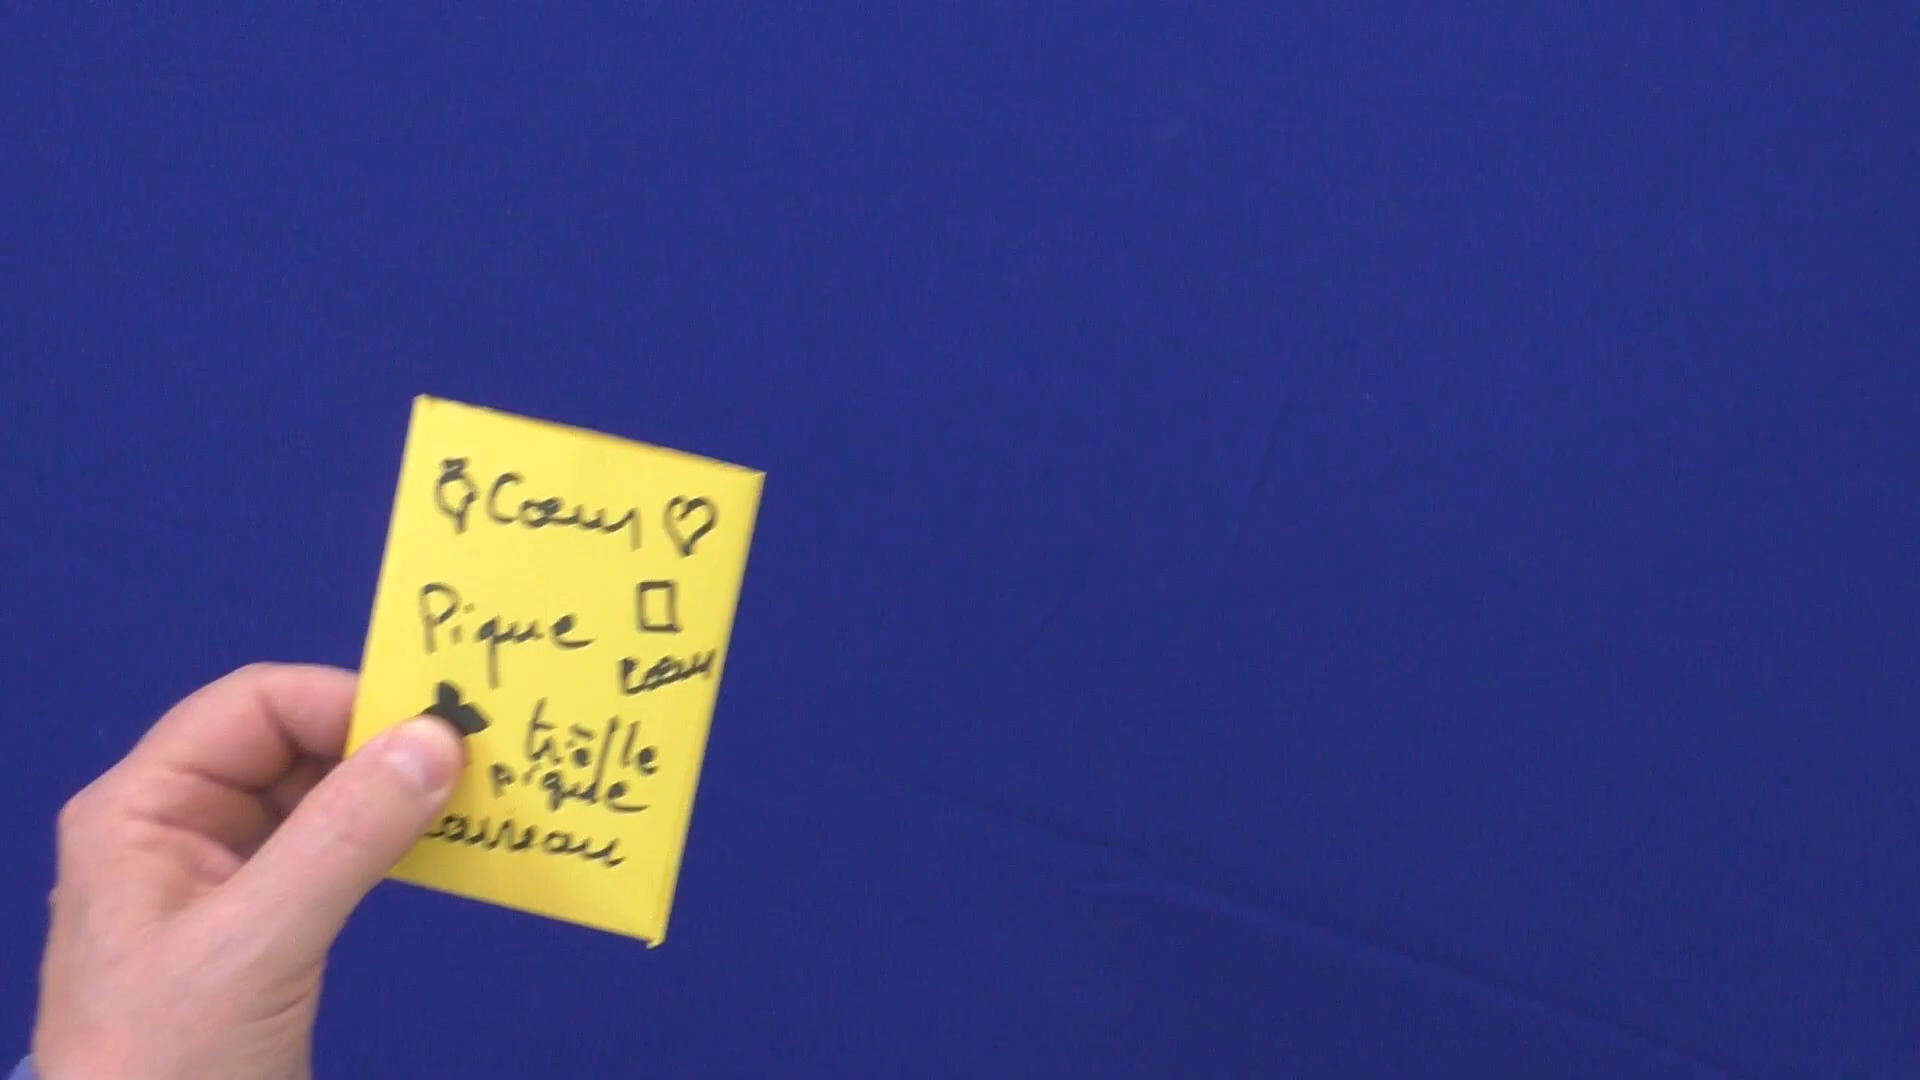 Cœur
Pique
cœur
trèfle
pique
carreau